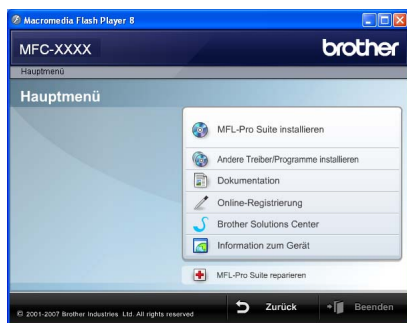 Macromedia Flash Player 8
MFC-XXXX
brother
Hauptmenü
Hauptmenü
MFL-Pro Suite installieren
Andere Treiber/Programme installieren
Dokumentation
Online-Registrierung
Brother Solutions Center
Information zum Gerät
MFL-Pro Suite reparieren
© 2001-2007 Brother Industries Ltd. All rights reserved
Zurück
Beenden